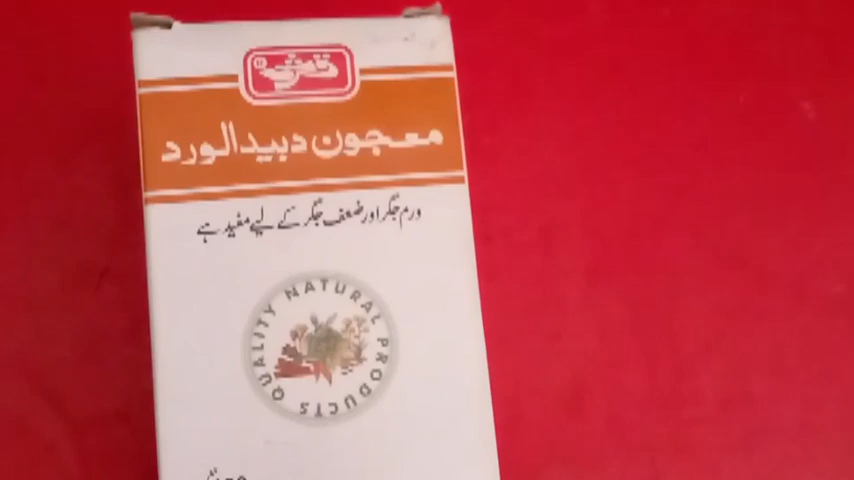 قرشی
معجون دبیدالورد
ورم جگر اور ضعف جگر کے لیے مفید ہے
QUALITY NATURAL PRODUCTS